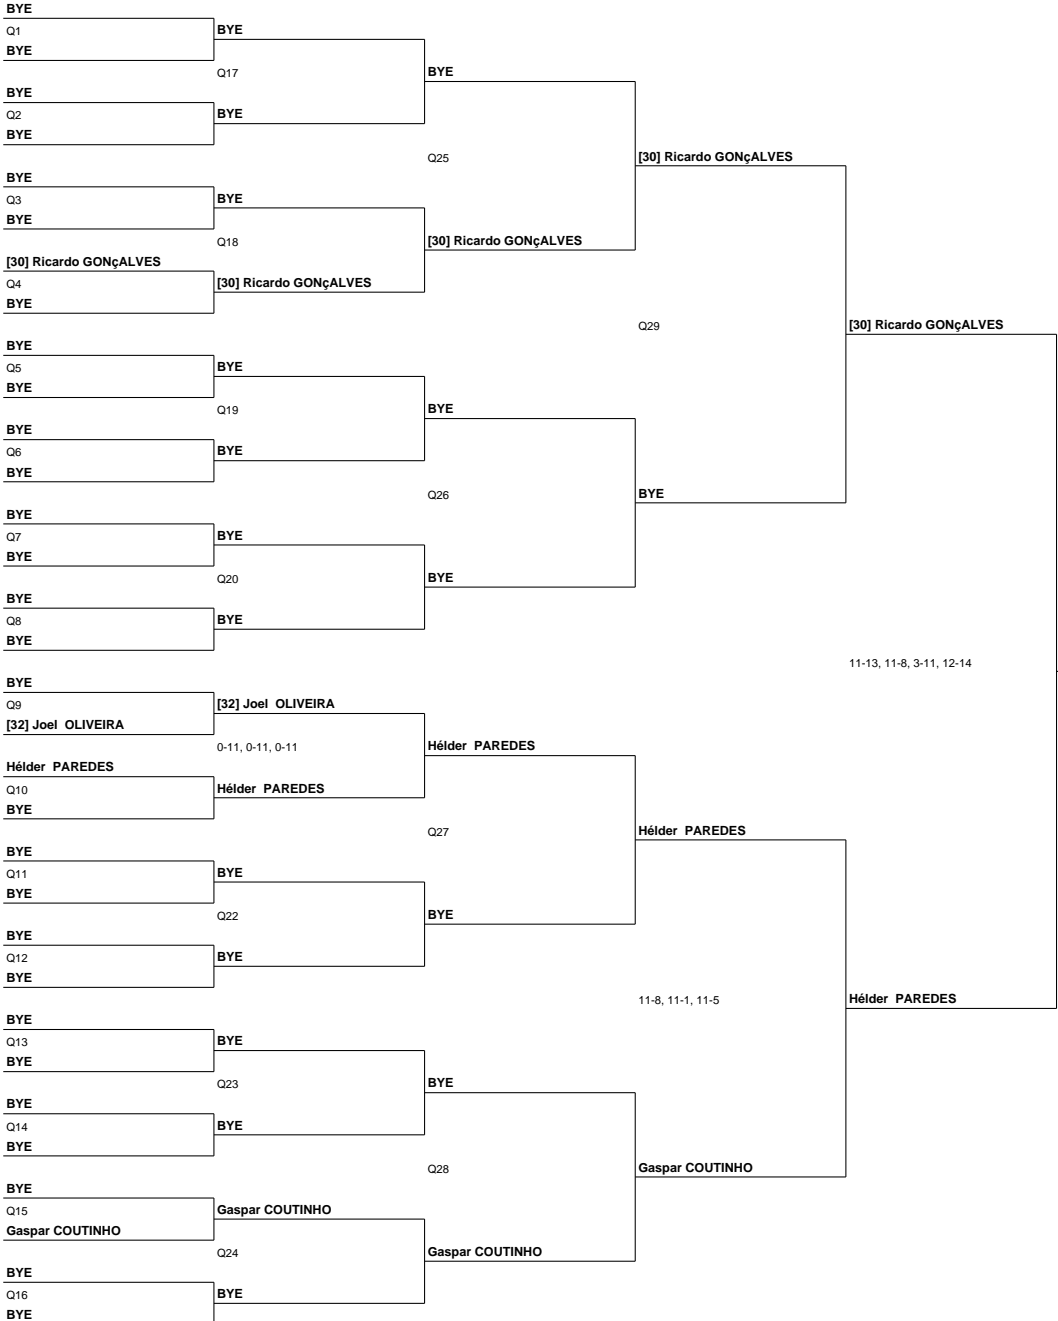 BYE
Q1
BYE
BYE
Q17
BYE
BYE
Q2
BYE
BYE
Q25
[30] Ricardo GONçALVES
BYE
Q3
BYE
BYE
Q18
[30] Ricardo GONçALVES
[30] Ricardo GONçALVES
Q4
[30] Ricardo GONçALVES
BYE
Q29
[30] Ricardo GONçALVES
BYE
Q5
BYE
BYE
Q19
BYE
BYE
Q6
BYE
BYE
Q26
BYE
BYE
Q7
BYE
BYE
Q20
BYE
BYE
Q8
BYE
BYE
11-13, 11-8, 3-11, 12-14
BYE
Q9
[32] Joel OLIVEIRA
[32] Joel OLIVEIRA
0-11, 0-11, 0-11
Hélder PAREDES
Hélder PAREDES
Q10
Hélder PAREDES
BYE
Q27
Hélder PAREDES
BYE
Q11
BYE
BYE
Q22
BYE
BYE
Q12
BYE
BYE
11-8, 11-1, 11-5
Hélder PAREDES
BYE
Q13
BYE
BYE
Q23
BYE
BYE
Q14
BYE
BYE
Q28
Gaspar COUTINHO
BYE
Q15
Gaspar COUTINHO
Gaspar COUTINHO
Q24
Gaspar COUTINHO
BYE
Q16
BYE
BYE